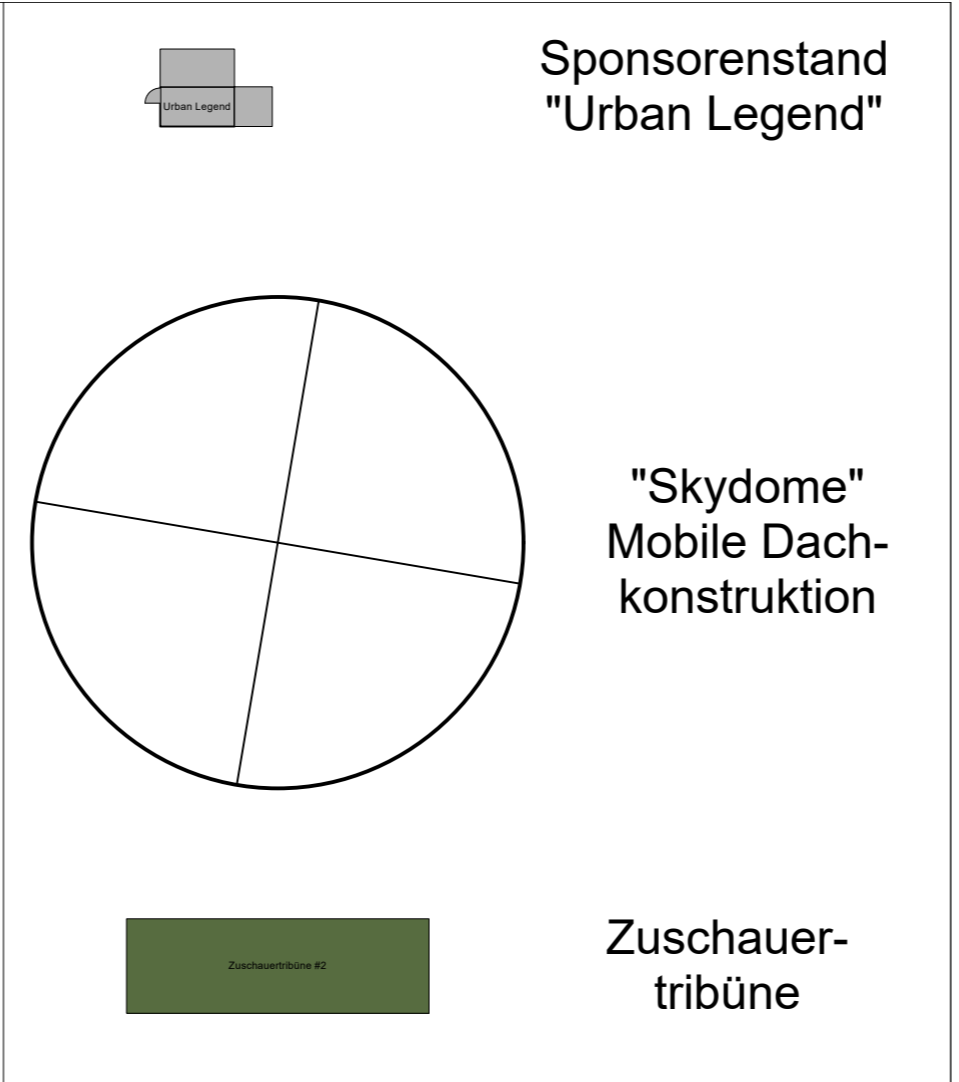 Sponsorenstand
"Urban Legend"
Urban Legend
"Skydome"
Mobile Dach-
konstruktion
Zuschauertribüne #2
Zuschauer-
tribüne